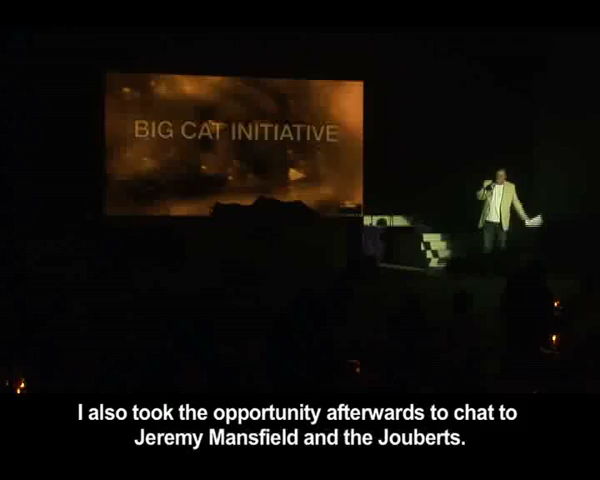 BIG CAT INITIATIVE
I also took the opportunity afterwards to chat to
Jeremy Mansfield and the Jouberts.